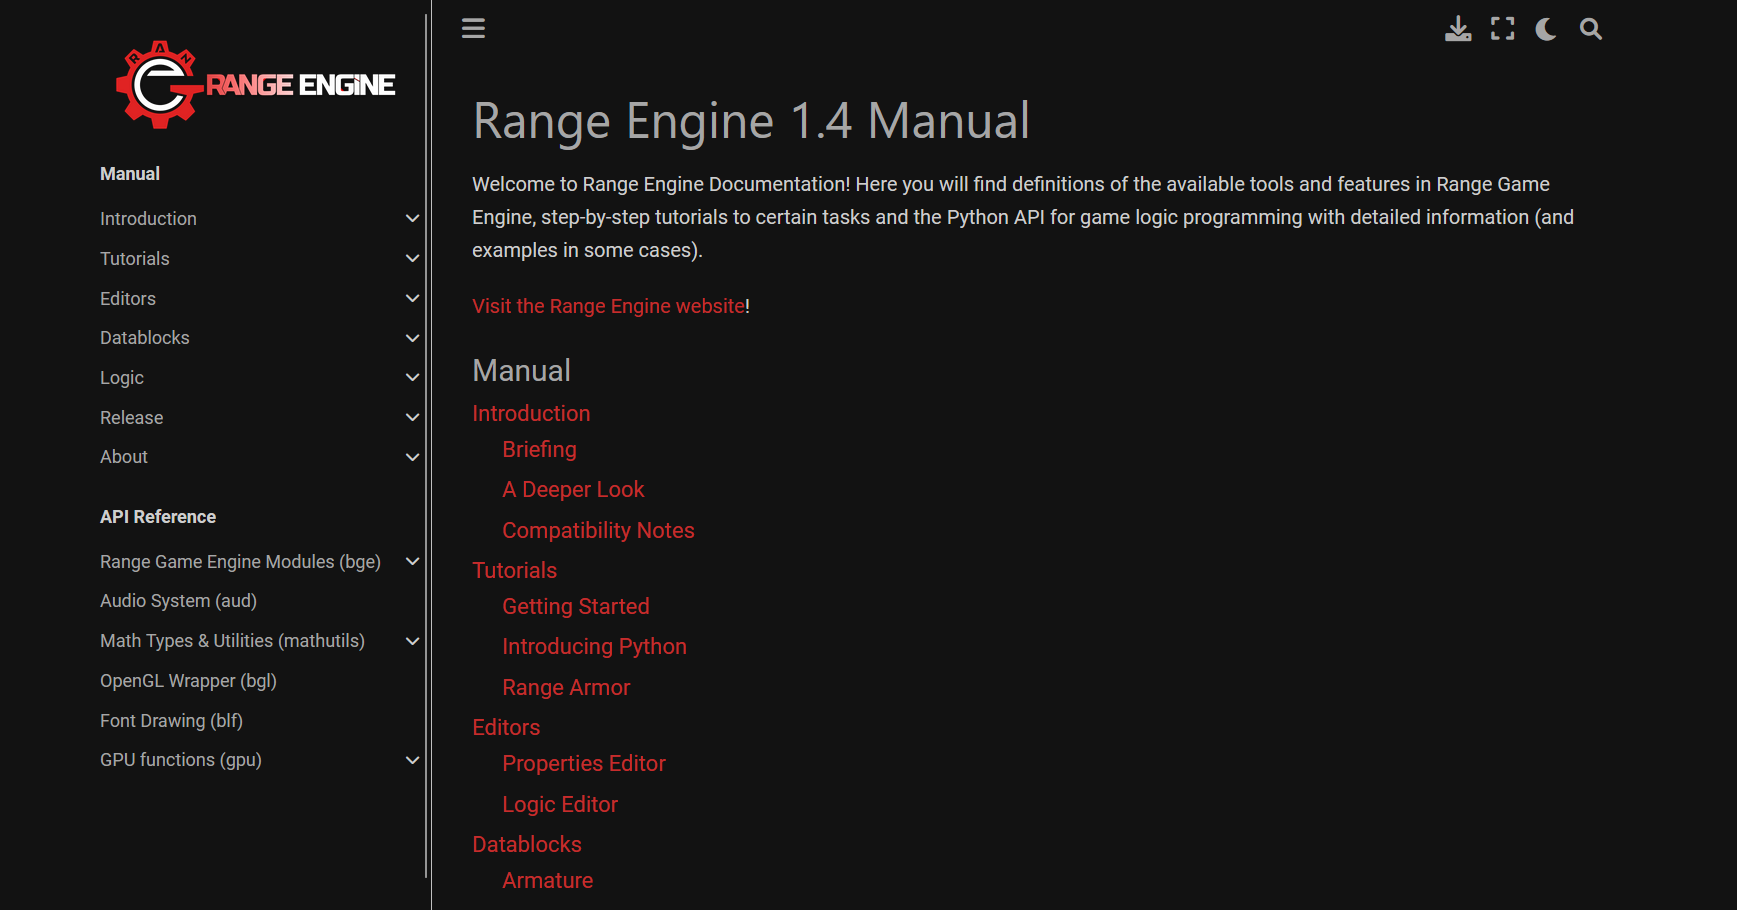 RAN
RANGE ENGINE
Manual
Introduction
Tutorials
Editors
Datablocks
Logic
Release
About
API Reference
Range Game Engine Modules (bge)
Audio System (aud)
Math Types & Utilities (mathutils)
OpenGL Wrapper (bgl)
Font Drawing (blf)
GPU functions (gpu)
Range Engine 1.4 Manual
Welcome to Range Engine Documentation! Here you will find definitions of the available tools and features in Range Game
Engine, step-by-step tutorials to certain tasks and the Python API for game logic programming with detailed information (and
examples in some cases).
Visit the Range Engine website!
Manual
Introduction
Briefing
A Deeper Look
Compatibility Notes
Tutorials
Getting Started
Introducing Python
Range Armor
Editors
Properties Editor
Logic Editor
Datablocks
Armature